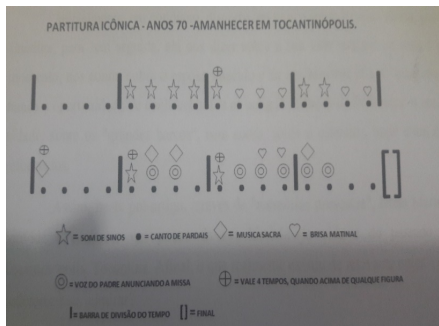 PARTITURA ICÔNICA - ANOS 70 -AMANHECER EM TOCANTINÓPOLIS.
= SOM DE SINOS = CANTO DE PARDAIS = MUSICA SACRA = BRISA MATINAL
= VOZ DO PADRE ANUNCIANDO A MISSA = VALE 4 TEMPOS, QUANDO ACIMA DE QUALQUE FIGURA
= BARRA DE DIVISÃO DO TEMPO [] = FINAL